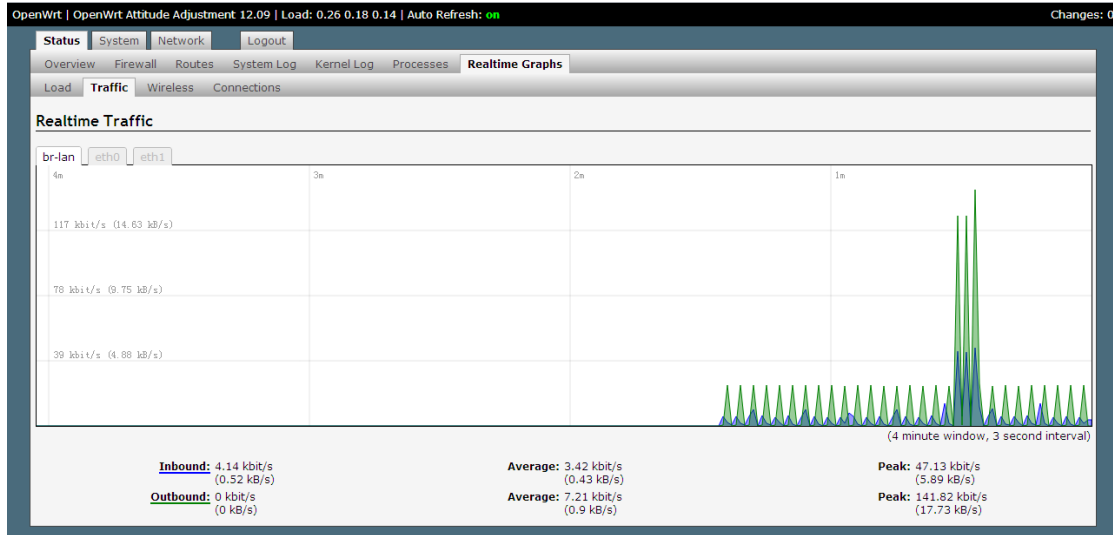 OpenWrt | OpenWrt Attitude Adjustment 12.09 | Load: 0.26 0.18 0.14 | Auto Refresh: on Changes: 0
Status System Network Logout
Overview Firewall Routes System Log Kernel Log Processes Realtime Graphs
Load Traffic Wireless Connections
Realtime Traffic
br-lan eth0 eth1
4m 3m 2m 1m
117 kbit/s (14.63 kB/s)
78 kbit/s (9.75 kB/s)
39 kbit/s (4.88 kB/s)
(4 minute window, 3 second interval)
Inbound: 4.14 kbit/s Average: 3.42 kbit/s Peak: 47.13 kbit/s
(0.52 kB/s) (0.43 kB/s) (5.89 kB/s)
Outbound: 0 kbit/s Average: 7.21 kbit/s Peak: 141.82 kbit/s
(0 kB/s) (0.9 kB/s) (17.73 kB/s)